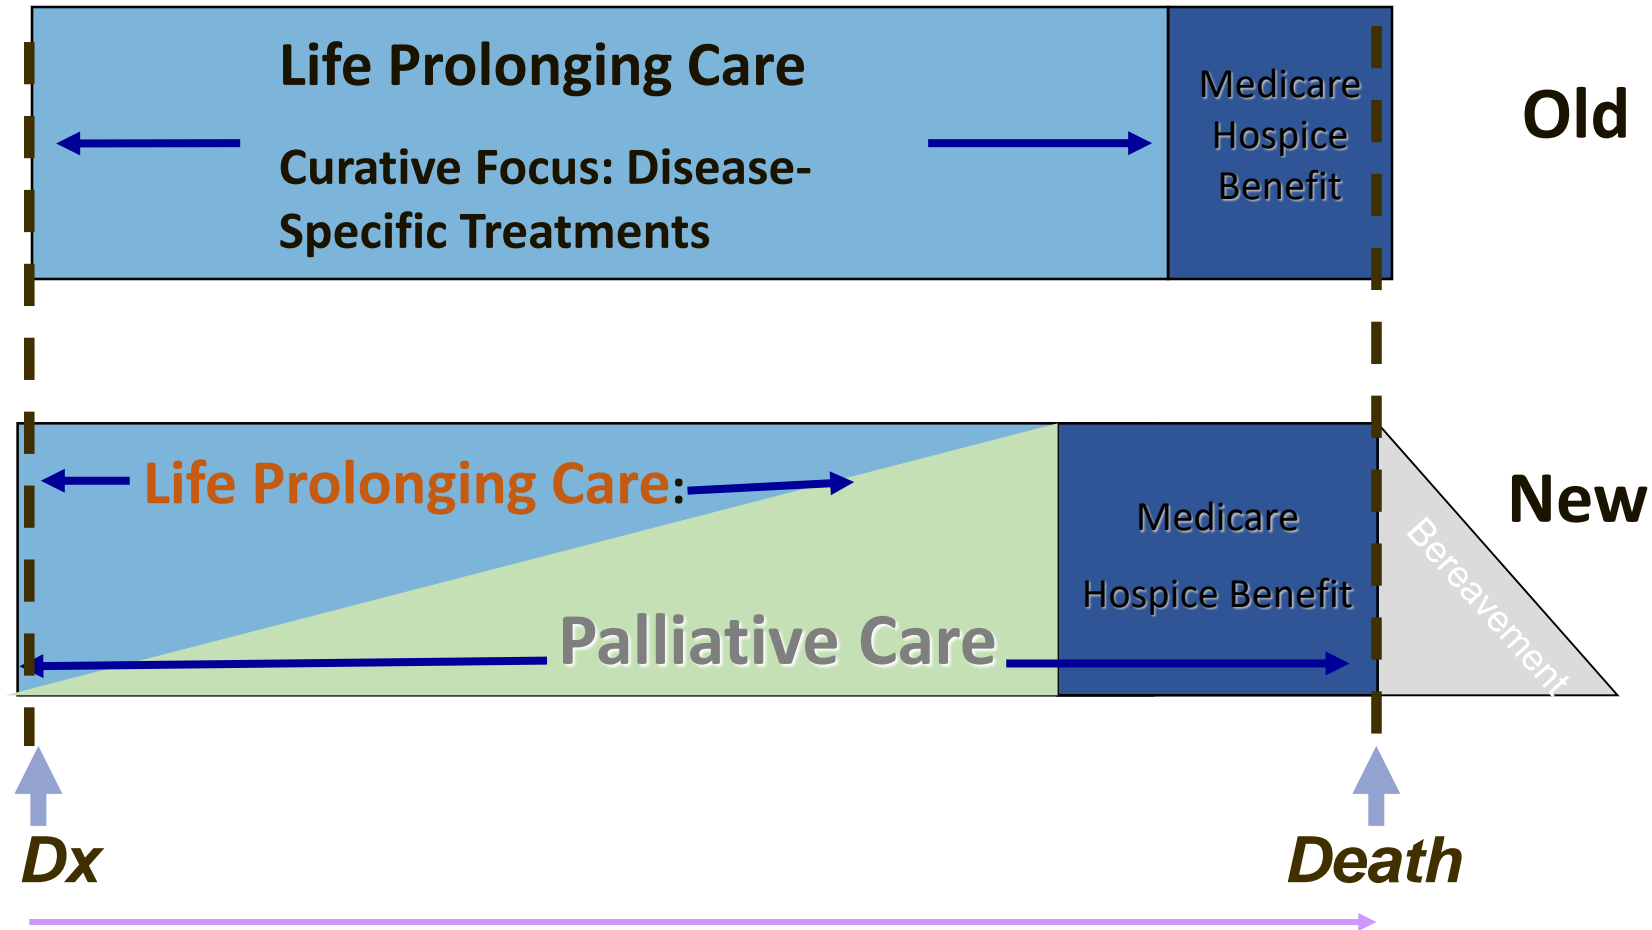 Life Prolonging Care
Curative Focus: Disease-
Specific Treatments
Medicare
Hospice
Benefit
Old
Life Prolonging Care:
Palliative Care
Medicare
Hospice Benefit
Bereavement
New
Dx
Death